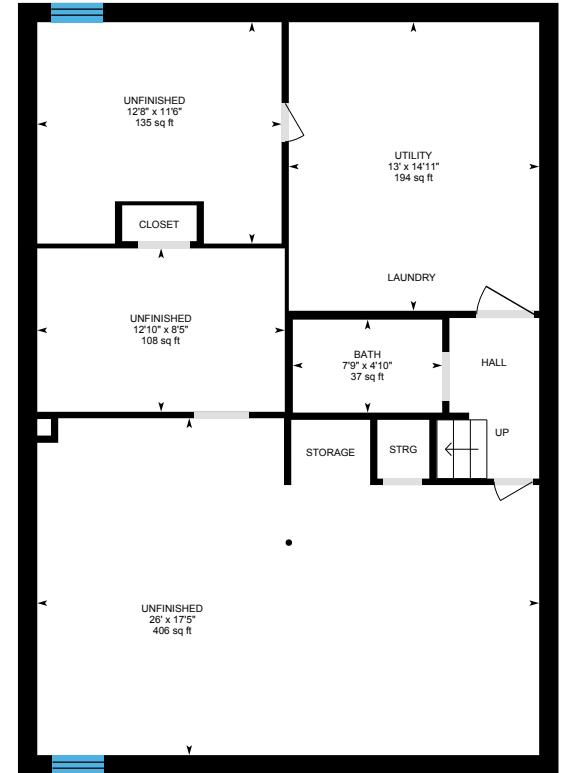 UNFINISHED
12'8" x 11'6"
135 sq ft
UTILITY
13' x 14'11"
194 sq ft
CLOSET
LAUNDRY
UNFINISHED
12'10" x 8'5"
108 sq ft
BATH
7'9" x 4'10"
37 sq ft
HALL
UP
STORAGE
STRG
UNFINISHED
26' x 17'5"
406 sq ft